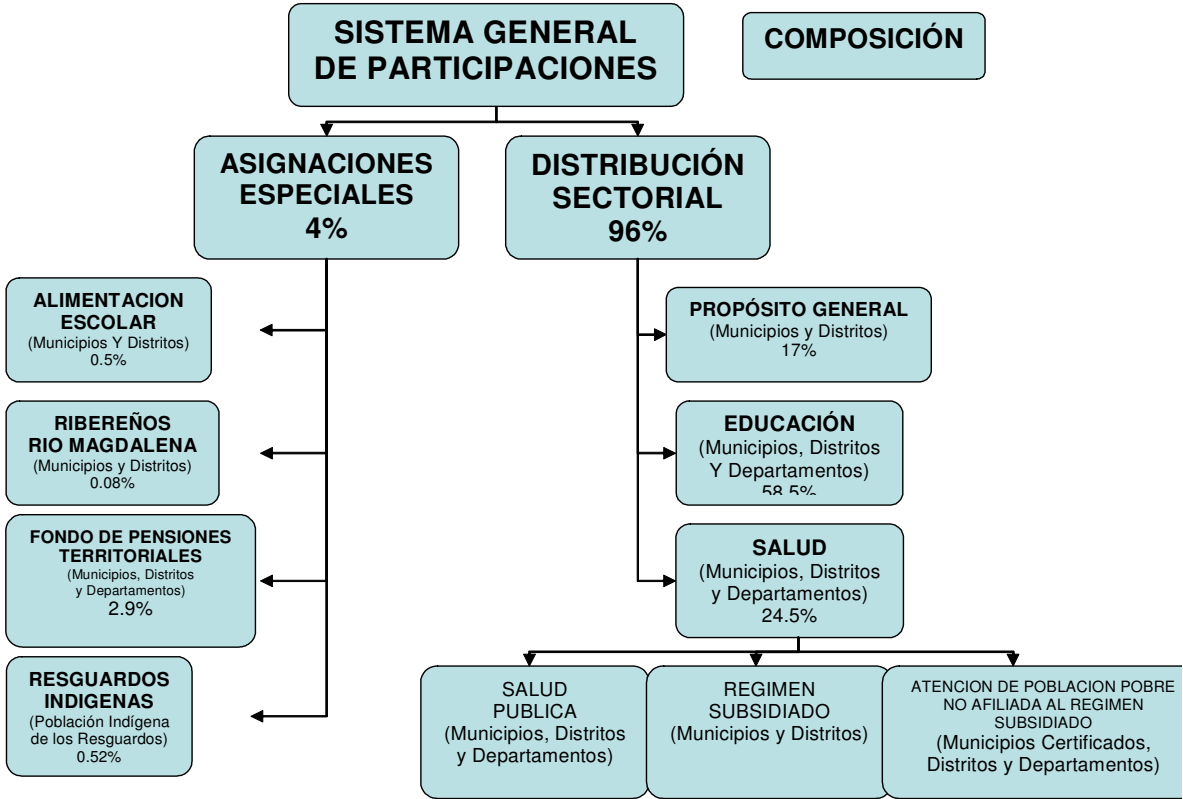 SISTEMA GENERAL
DE PARTICIPACIONES
COMPOSICIÓN
ASIGNACIONES
ESPECIALES
4%
DISTRIBUCIÓN
SECTORIAL
96%
ALIMENTACION
ESCOLAR
(Municipios Y Distritos)
0.5%
RIBEREÑOS
RIO MAGDALENA
(Municipios y Distritos)
0.08%
FONDO DE PENSIONES
TERRITORIALES
(Municipios, Distritos
y Departamentos)
2.9%
RESGUARDOS
INDIGENAS
(Población Indígena
de los Resguardos)
0.52%
PROPÓSITO GENERAL
(Municipios y Distritos)
17%
EDUCACIÓN
(Municipios, Distritos
Y Departamentos)
58.5%
SALUD
(Municipios, Distritos
y Departamentos)
24.5%
SALUD
PUBLICA
(Municipios, Distritos
y Departamentos)
REGIMEN
SUBSIDIADO
(Municipios y Distritos)
ATENCION DE POBLACION POBRE
NO AFILIADA AL REGIMEN
SUBSIDIADO
(Municipios Certificados,
Distritos y Departamentos)